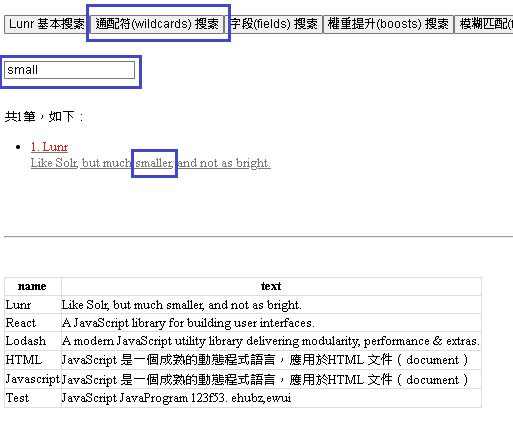 Lunr 基本搜索 通配符(wildcards) 搜索 字段(fields) 搜索 權重提升(boosts) 搜索 模糊匹配(f
small
共1筆，如下：
1. Lunr
Like Solr, but much smaller, and not as bright.
name text
Lunr Like Solr, but much smaller, and not as bright.
React A JavaScript library for building user interfaces.
Lodash A modern JavaScript utility library delivering modularity, performance & extras.
HTML JavaScript 是一個成熟的動態程式語言，應用於HTML 文件（document）
Javascript JavaScript 是一個成熟的動態程式語言，應用於HTML 文件（document）
Test JavaScript JavaProgram 123f53. ehubz,ewui